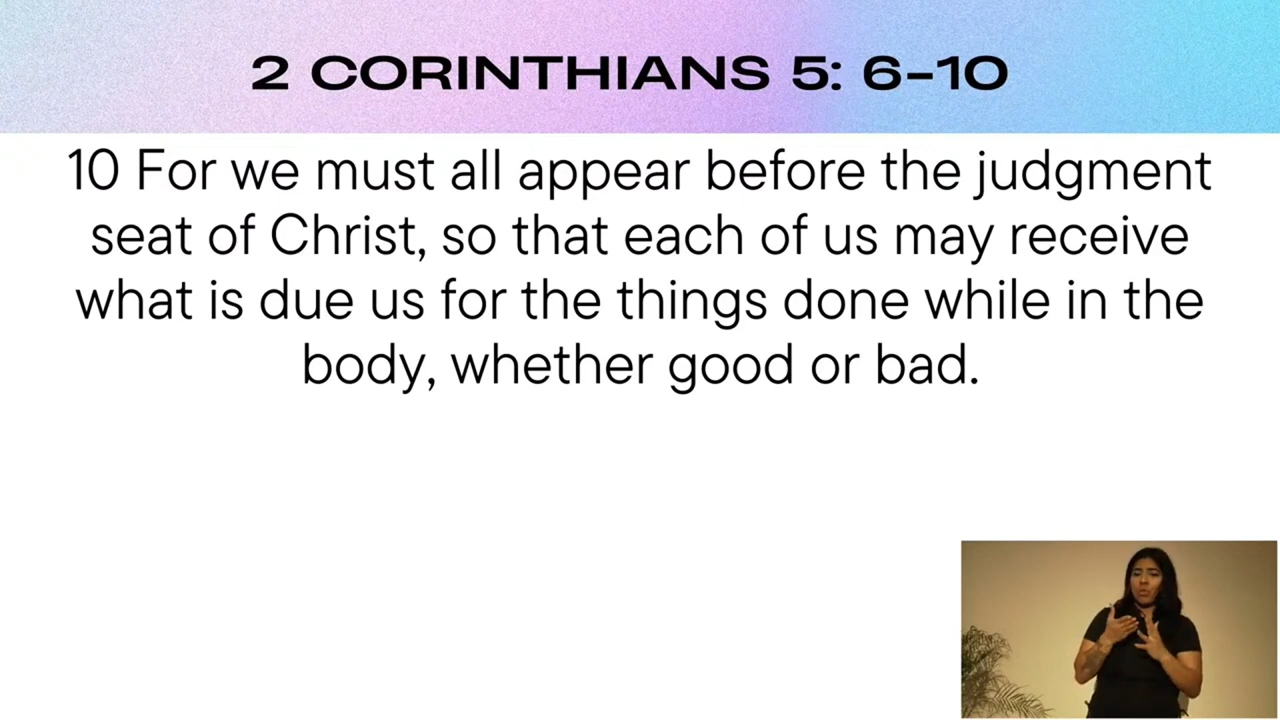 2 CORINTHIANS 5: 6-10
10 For we must all appear before the judgment
seat of Christ, so that each of us may receive
what is due us for the things done while in the
body, whether good or bad.